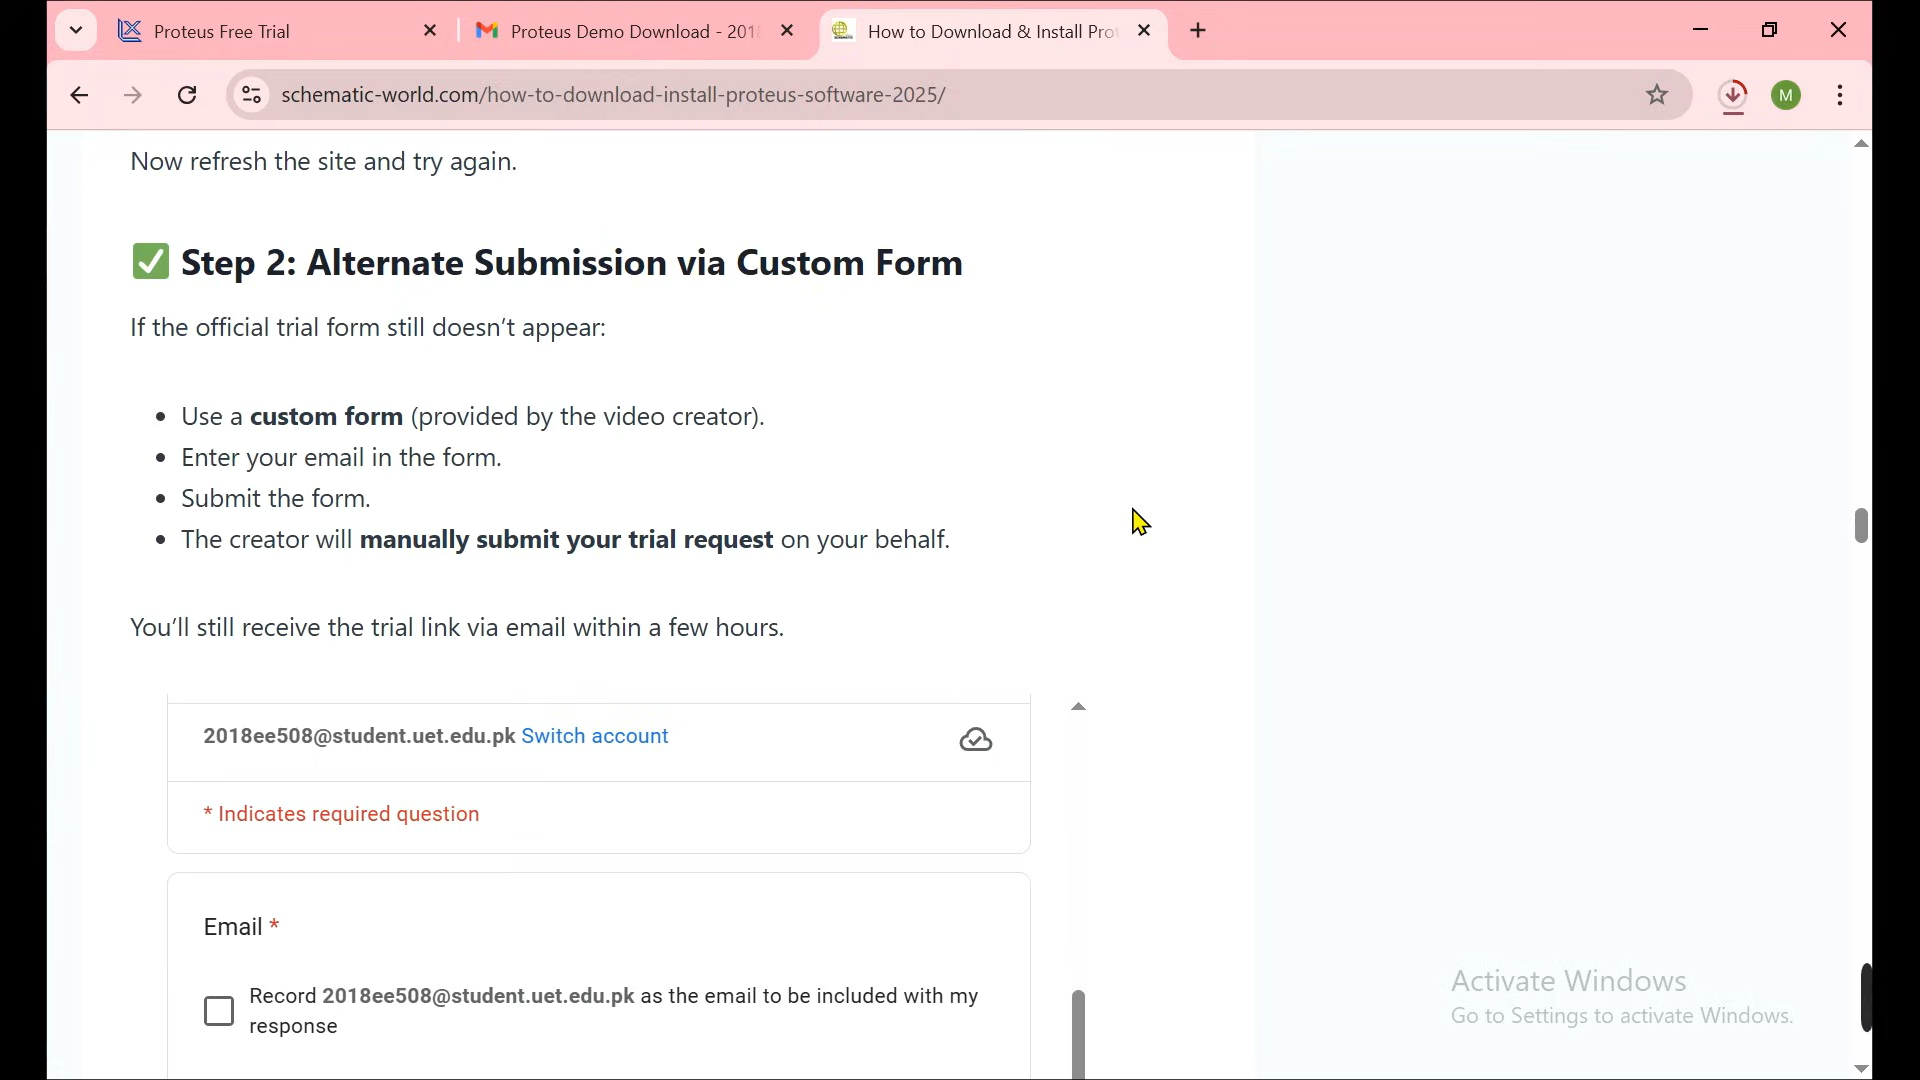 Proteus Free Trial
Proteus Demo Download - 201
How to Download & Install Pro
schematic-world.com/how-to-download-install-proteus-software-2025/
M
Now refresh the site and try again.
✅ Step 2: Alternate Submission via Custom Form
If the official trial form still doesn't appear:
• Use a custom form (provided by the video creator).
• Enter your email in the form.
• Submit the form.
• The creator will manually submit your trial request on your behalf.
You'll still receive the trial link via email within a few hours.
2018ee508@student.uet.edu.pk Switch account
* Indicates required question
Email *
Record 2018ee508@student.uet.edu.pk as the email to be included with my
response
Activate Windows
Go to Settings to activate Windows.